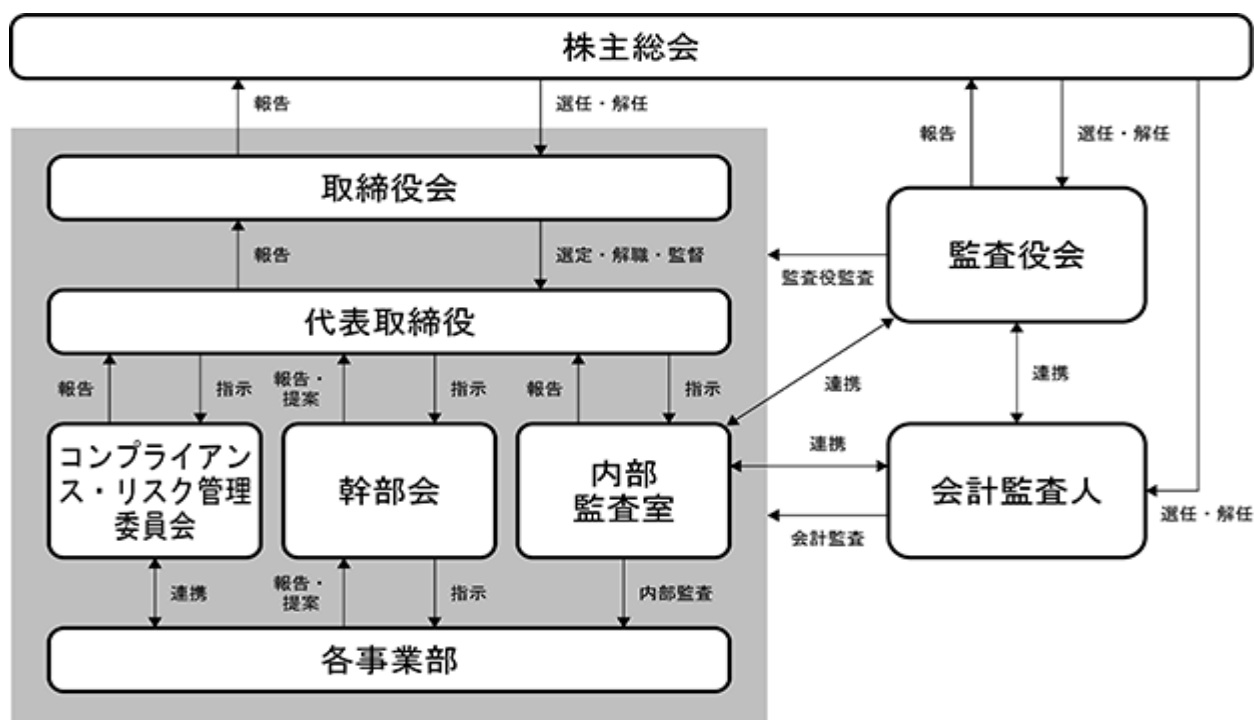 株主総会
報告
選任・解任
報告
選任・解任
取締役会
監査役会
報告
選定・解職・監督
監査役監査
代表取締役
報告
指示
報告・
提案
指示
報告
指示
連携
連携
コンプライアン
ス・リスク管理
委員会
幹部会
内部
監査室
連携
会計監査人
選任・解任
会計監査
連携
報告・
提案
指示
内部監査
各事業部